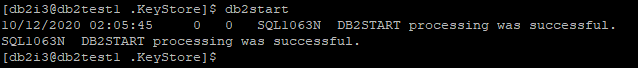 [db2i3@db2test1 .KeyStore]$ db2start
10/12/2020 02:05:45     0   0   SQL1063N  DB2START processing was successful.
SQL1063N  DB2START processing was successful.
[db2i3@db2test1 .KeyStore]$